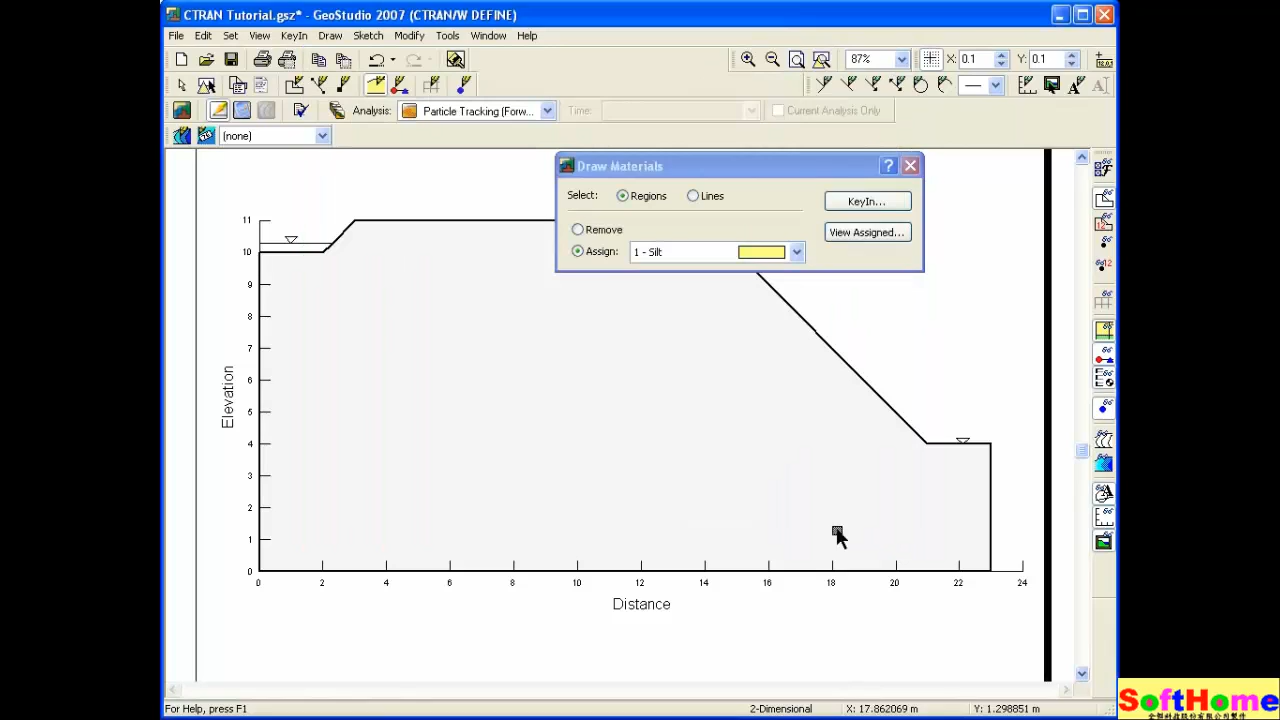 CTRAN Tutorial.gsz* - GeoStudio 2007 (CTRAN/W DEFINE)
File Edit Set View KeyIn Draw Sketch Modify Tools Window Help
87% X: 0.1 Y: 0.1
Analysis: Particle Tracking (Forw... Time: Current Analysis Only
(none)
Draw Materials
Select: Regions Lines KeyIn...
Remove View Assigned...
Assign: 1 - Silt
11
10
9
8
7
6
5
4
3
2
1
0
Elevation
0 2 4 6 8 10 12 14 16 18 20 22 24
Distance
For Help, press F1 2-Dimensional X: 17.862069 m Y: 1.298851 m
SoftHome